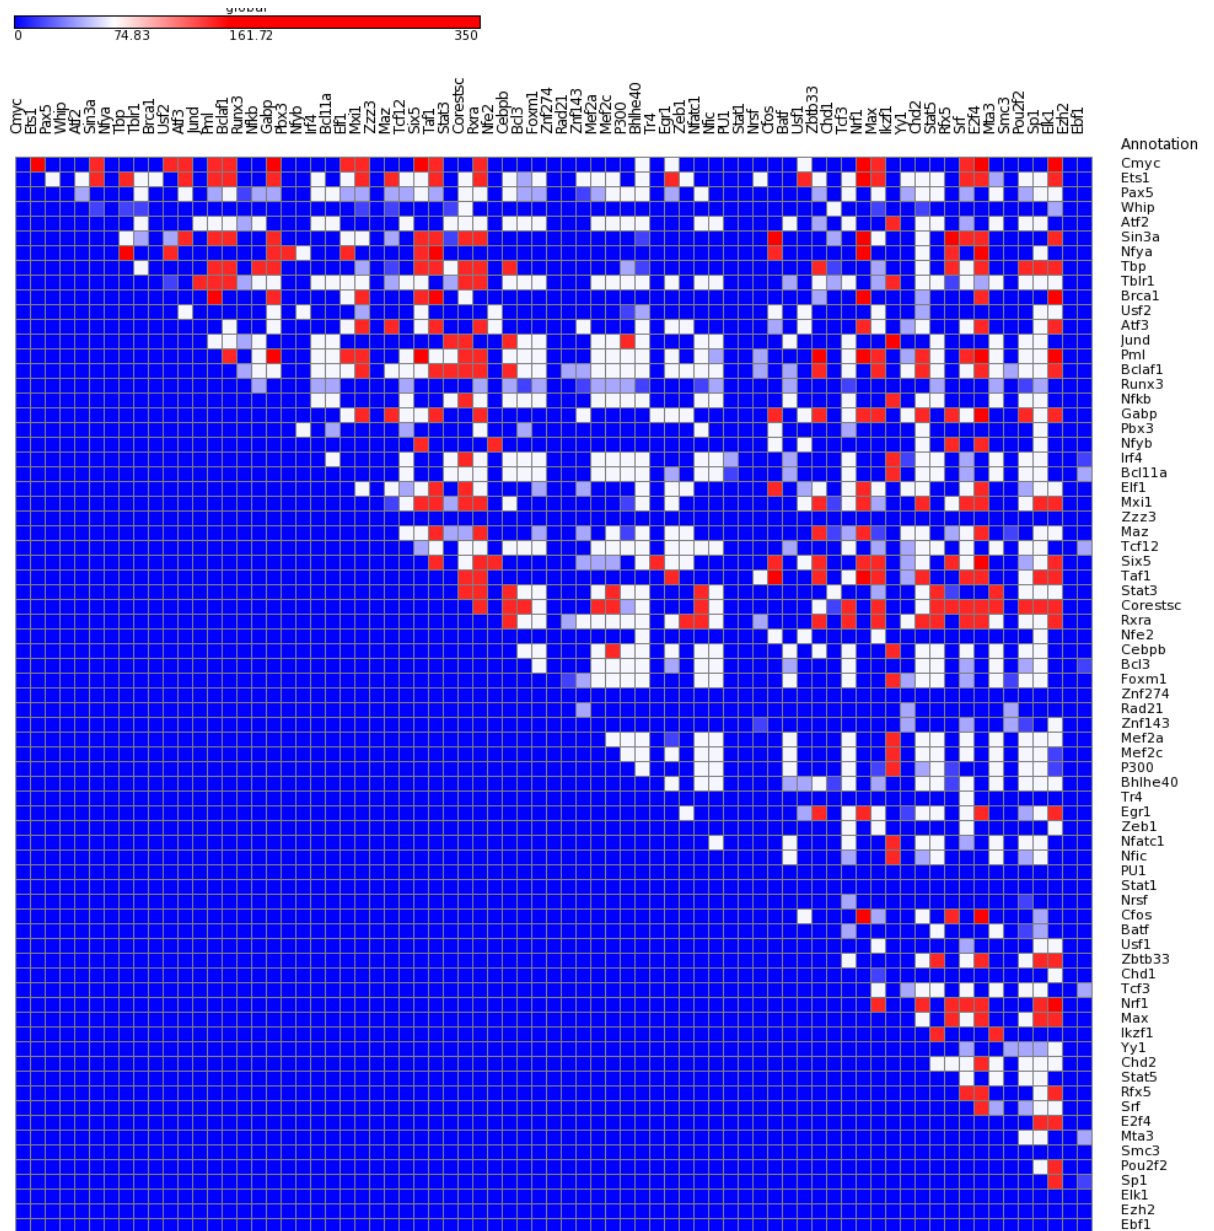 global
0 74.83 161.72 350
Cmyc
Ets1
Pax5
Whip
Atf2
Sin3a
Nfya
Tbp
Tblr1
Brca1
Usf2
Atf3
Jund
Pml
Bclaf1
Runx3
Nfkb
Gabp
Pbx3
Nfyb
Irf4
Bcl11a
Elf1
Mxi1
Zzz3
Maz
Tcf12
Six5
Taf1
Stat3
Corestsc
Rxra
Nfe2
Cebpb
Bcl3
Foxm1
Znf274
Rad21
Znf143
Mef2a
Mef2c
P300
Bhlhe40
Tr4
Egr1
Zeb1
Nfatc1
Nfic
PU1
Stat1
Nrsf
Cfos
Batf
Usf1
Zbtb33
Chd1
Tcf3
Nrf1
Max
Ikzf1
Yy1
Chd2
Stat5
Rfx5
Srf
E2f4
Mta3
Smc3
Pou2f2
Sp1
Elk1
Ezh2
Ebf1
Annotation
Cmyc
Ets1
Pax5
Whip
Atf2
Sin3a
Nfya
Tbp
Tblr1
Brca1
Usf2
Atf3
Jund
Pml
Bclaf1
Runx3
Nfkb
Gabp
Pbx3
Nfyb
Irf4
Bcl11a
Elf1
Mxi1
Zzz3
Maz
Tcf12
Six5
Taf1
Stat3
Corestsc
Rxra
Nfe2
Cebpb
Bcl3
Foxm1
Znf274
Rad21
Znf143
Mef2a
Mef2c
P300
Bhlhe40
Tr4
Egr1
Zeb1
Nfatc1
Nfic
PU1
Stat1
Nrsf
Cfos
Batf
Usf1
Zbtb33
Chd1
Tcf3
Nrf1
Max
Ikzf1
Yy1
Chd2
Stat5
Rfx5
Srf
E2f4
Mta3
Smc3
Pou2f2
Sp1
Elk1
Ezh2
Ebf1